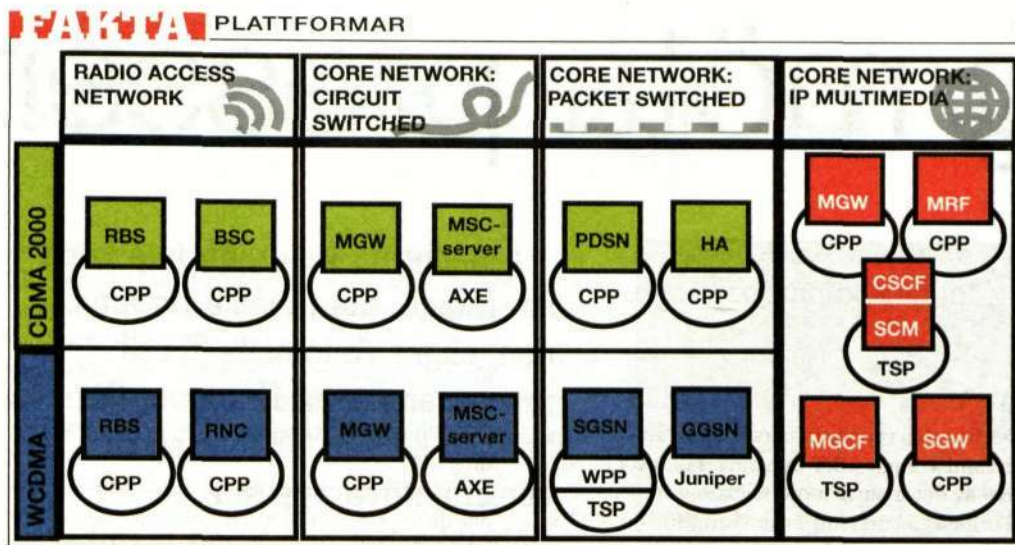 FAKTA PLATTFORMAR
RADIO ACCESS
NETWORK
CORE NETWORK:
CIRCUIT
SWITCHED
CORE NETWORK:
PACKET SWITCHED
CORE NETWORK:
IP MULTIMEDIA
CDMA 2000
RBS
CPP
BSC
CPP
MGW
CPP
MSC-
server
AXE
PDSN
CPP
HA
CPP
MGW
CPP
MRF
CPP
CSCF
SCM
TSP
WCDMA
RBS
CPP
RNC
CPP
MGW
CPP
MSC-
server
AXE
SGSN
WPP
TSP
GGSN
Juniper
MGCF
TSP
SGW
CPP